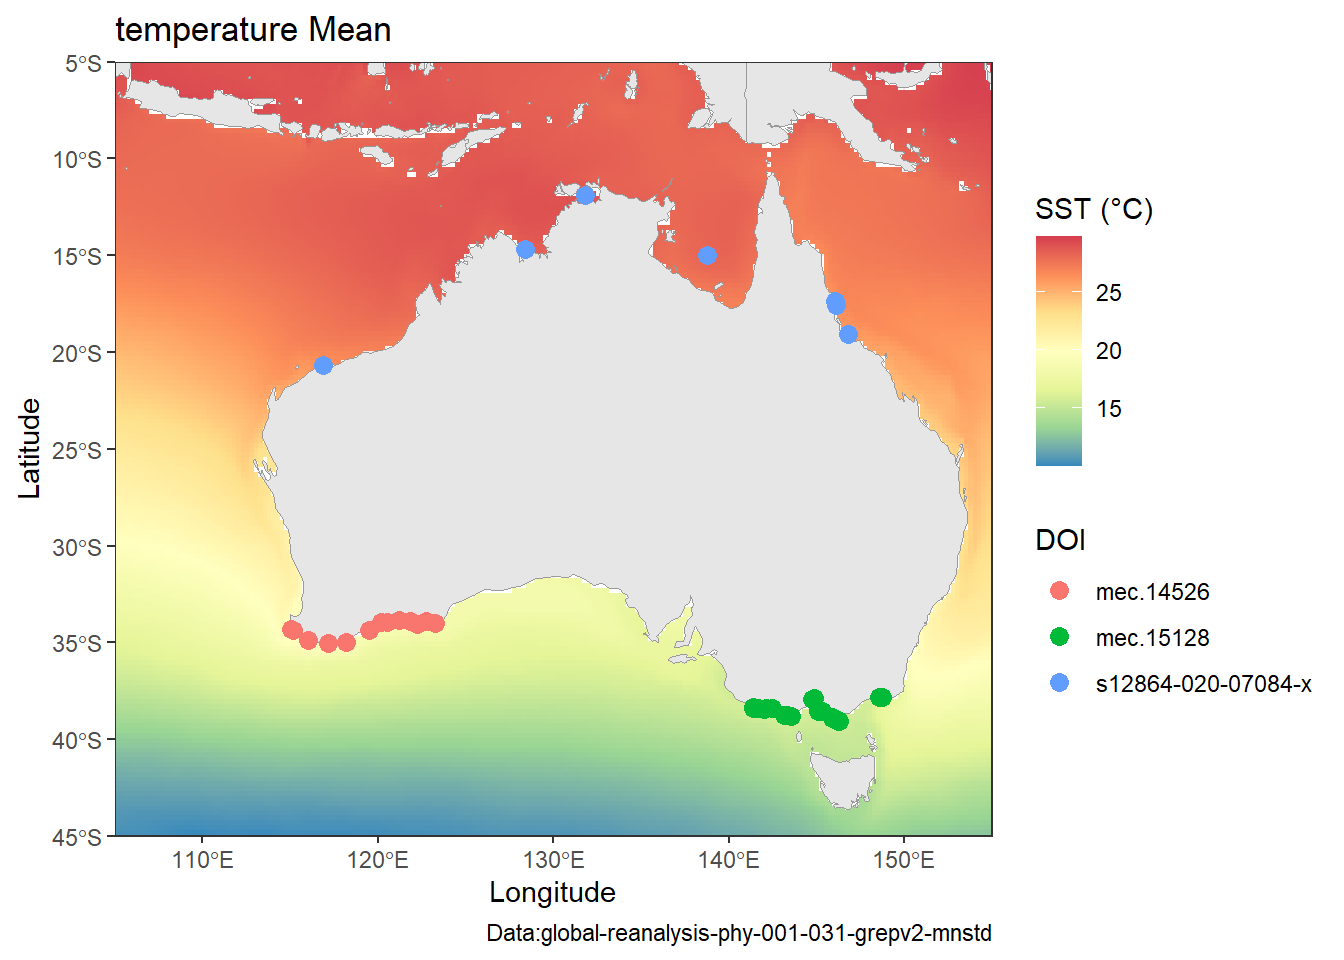 temperature Mean
5°S
10°S
15°S
20°S
25°S
30°S
35°S
40°S
45°S
Latitude
110°E
120°E
130°E
140°E
150°E
Longitude
Data:global-reanalysis-phy-001-031-grepv2-mnstd
SST (°C)
25
20
15
DOI
mec.14526
mec.15128
s12864-020-07084-x